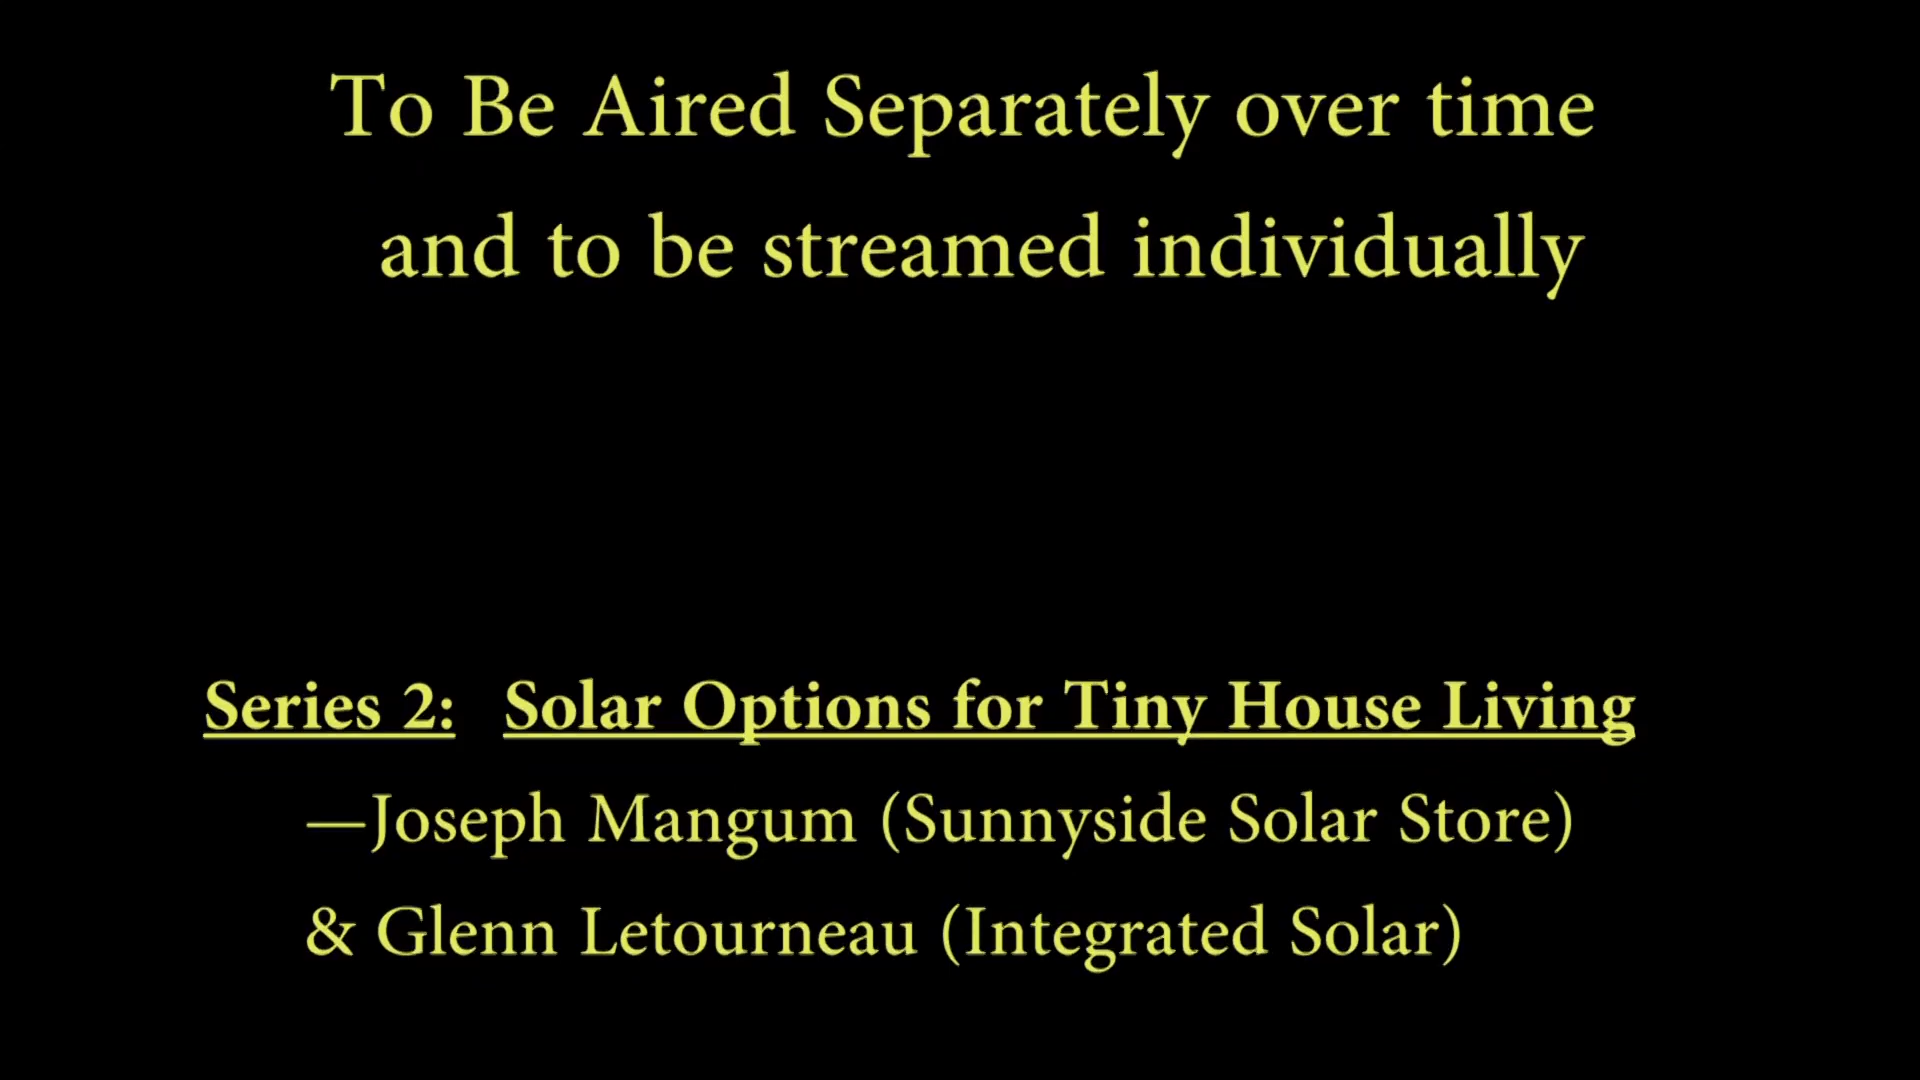 To Be Aired Separately over time
and to be streamed individually
Series 2: Solar Options for Tiny House Living
—Joseph Mangum (Sunnyside Solar Store)
& Glenn Letourneau (Integrated Solar)